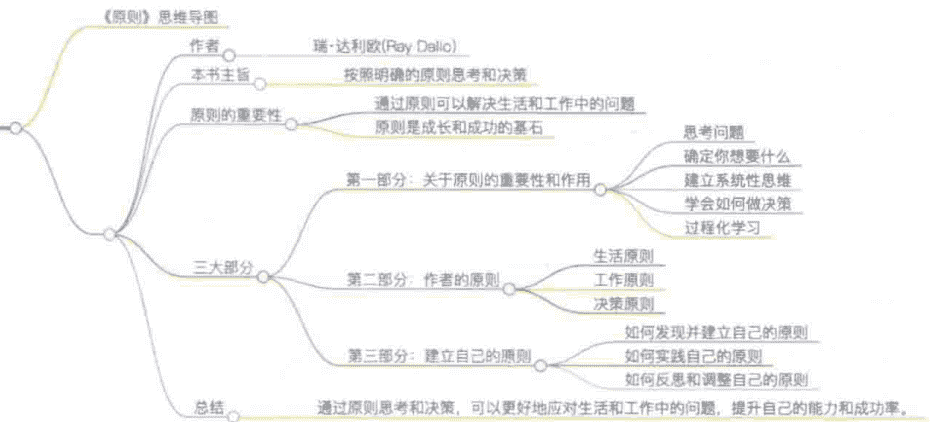 《原则》思维导图
作者
瑞·达利欧(Ray Dalio)
本书主旨
按照明确的原则思考和决策
原则的重要性
通过原则可以解决生活和工作中的问题
原则是成长和成功的基石
三大部分
第一部分：关于原则的重要性和作用
思考问题
确定你想要什么
建立系统性思维
学会如何做决策
过程化学习
第二部分：作者的原则
生活原则
工作原则
决策原则
第三部分：建立自己的原则
如何发现并建立自己的原则
如何实践自己的原则
如何反思和调整自己的原则
总结
通过原则思考和决策，可以更好地应对生活和工作中的问题，提升自己的能力和成功率。